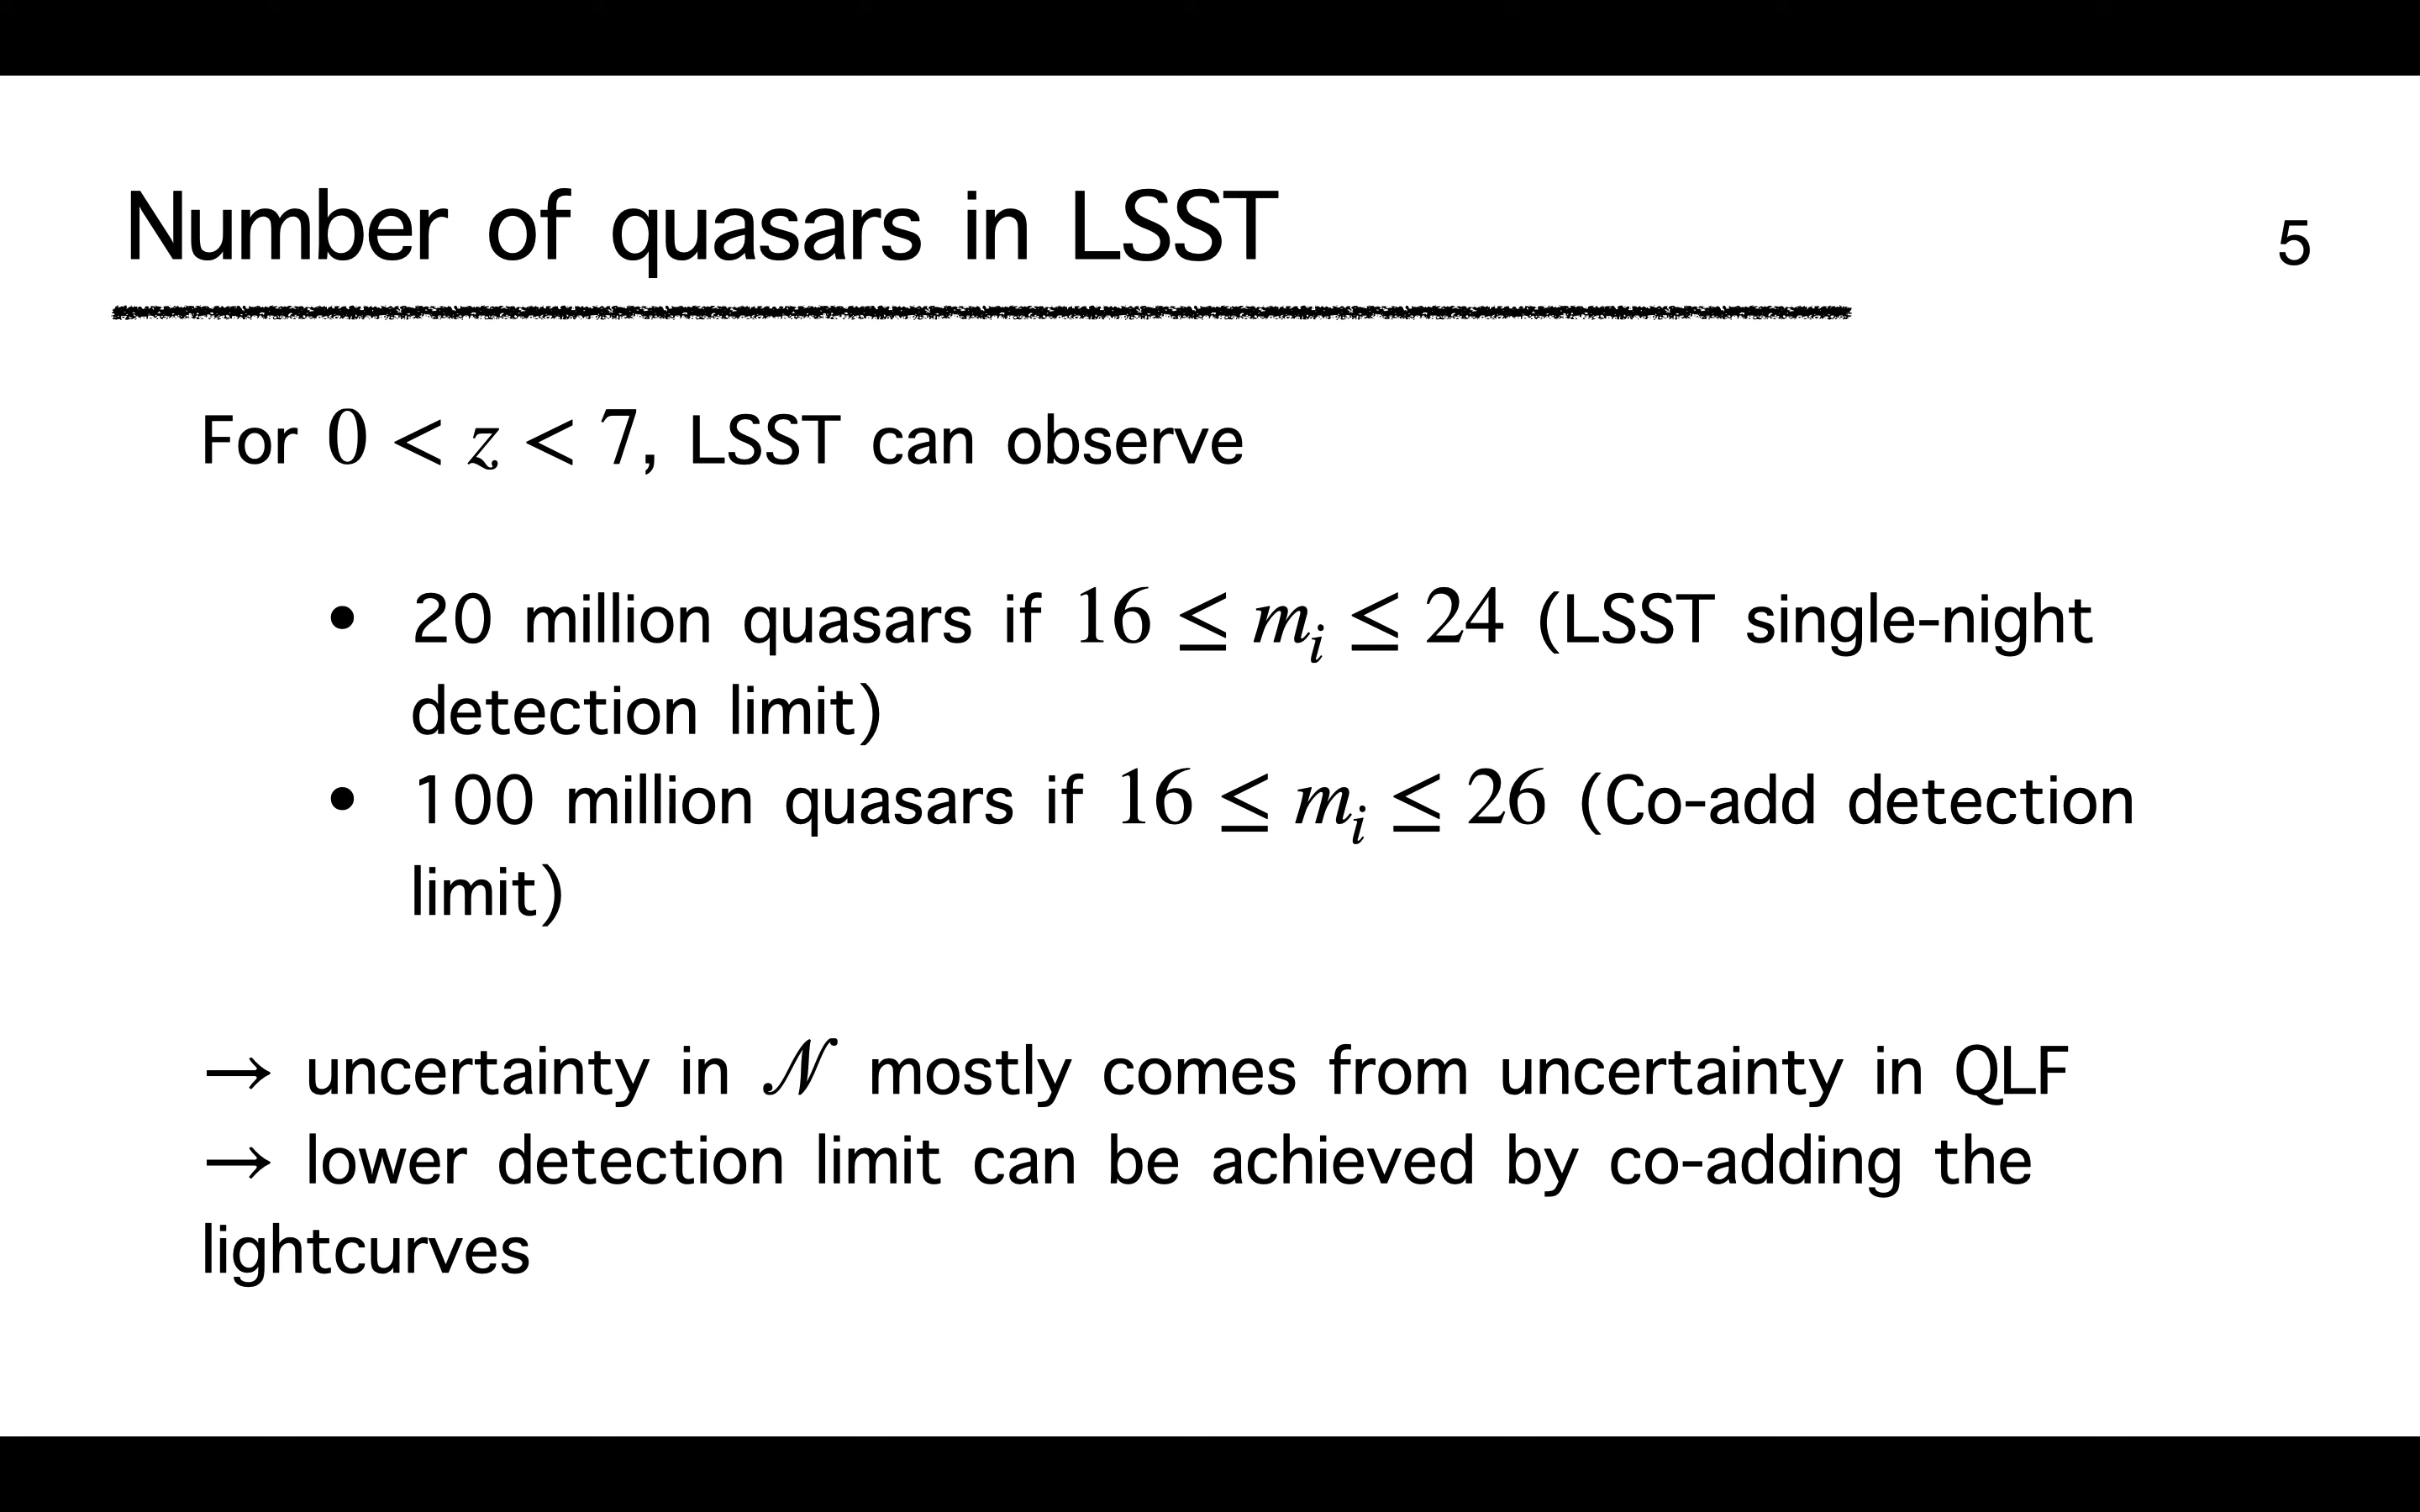 Number of quasars in LSST
5
For 0 < z < 7, LSST can observe
• 20 million quasars if 16 ≤ mᵢ ≤ 24 (LSST single-night
detection limit)
• 100 million quasars if 16 ≤ mᵢ ≤ 26 (Co-add detection
limit)
→ uncertainty in 𝒩 mostly comes from uncertainty in QLF
→ lower detection limit can be achieved by co-adding the
lightcurves